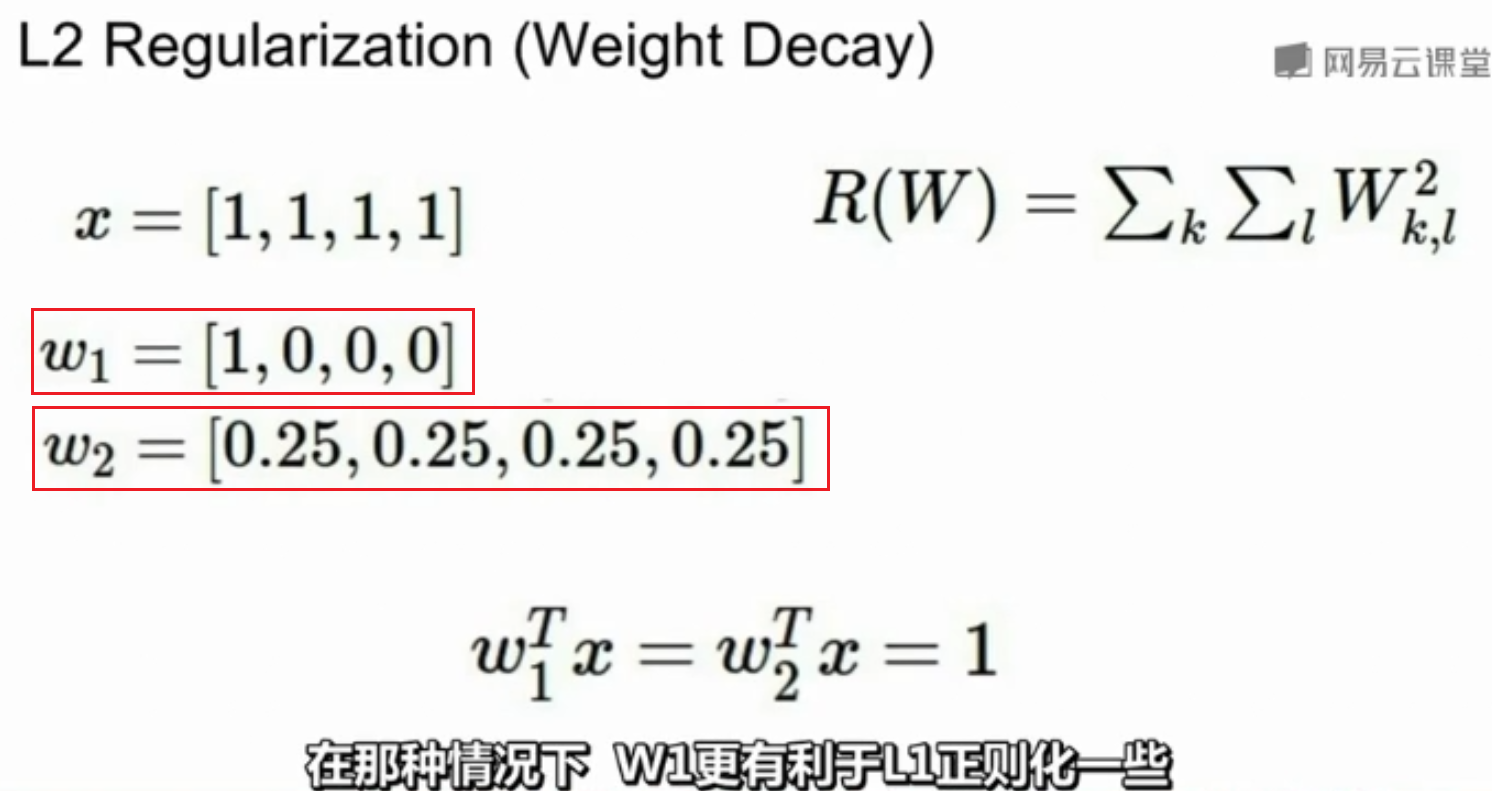 L2 Regularization (Weight Decay)
网易云课堂
x = [1, 1, 1, 1]
R(W) = ∑_k ∑_l W_{k,l}^2
w_1 = [1, 0, 0, 0]
w_2 = [0.25, 0.25, 0.25, 0.25]
w_1^T x = w_2^T x = 1
在那种情况下 W1更有利于L1正则化一些